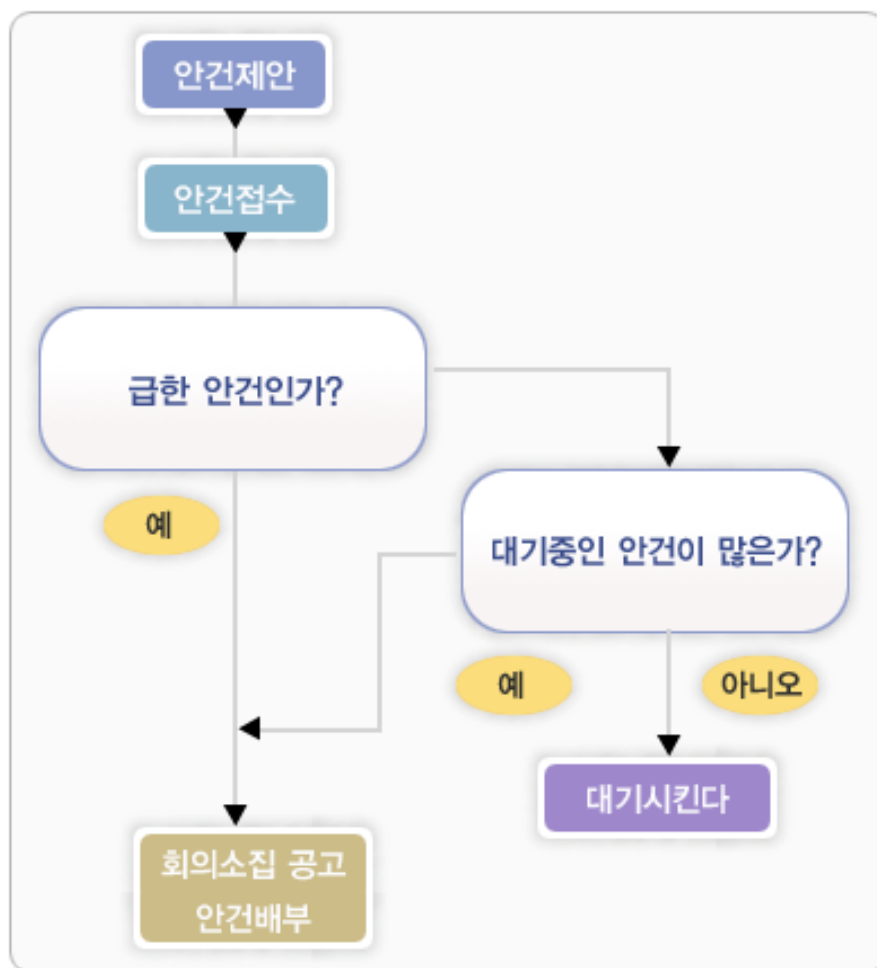 안건제안
안건접수
급한 안건인가?
예
대기중인 안건이 많은가?
예
아니오
대기시킨다
회의소집 공고
안건배부